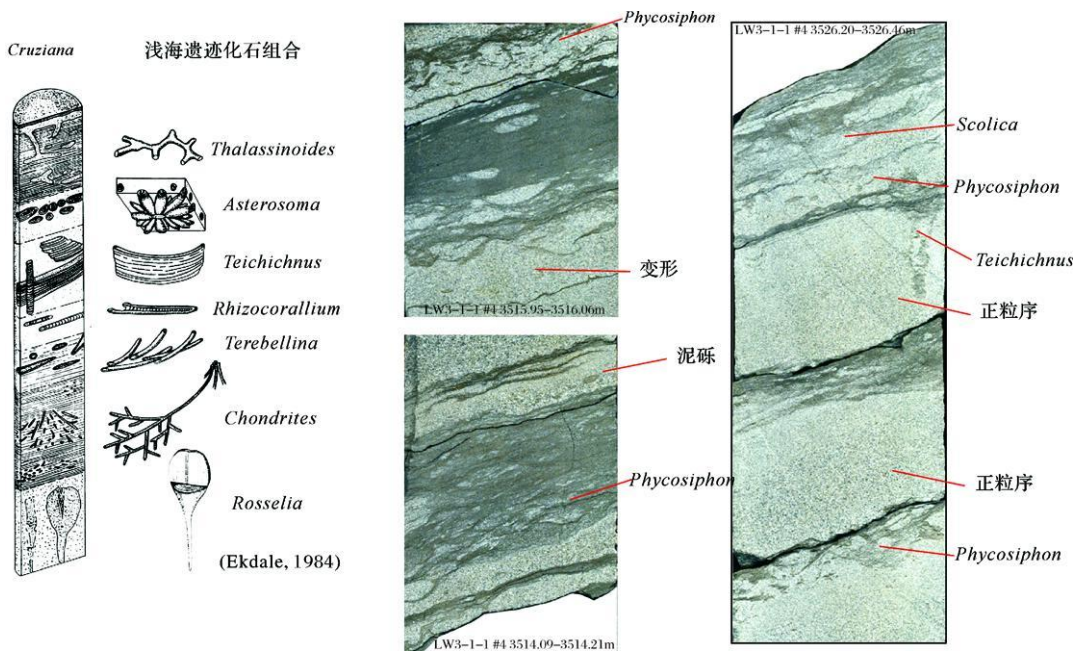 Cruziana
浅海遗迹化石组合
Thalassinoides
Asterosoma
Teichichnus
Rhizocorallium
Terebellina
Chondrites
Rosselia
(Ekdale, 1984)
Phycosiphon
变形
LW3-1-1 #4 3515.95-3516.06m
泥砾
Phycosiphon
LW3-1-1 #4 3514.09-3514.21m
LW3-1-1 #4 3526.20-3526.46m
Scolica
Phycosiphon
Teichichnus
正粒序
正粒序
Phycosiphon